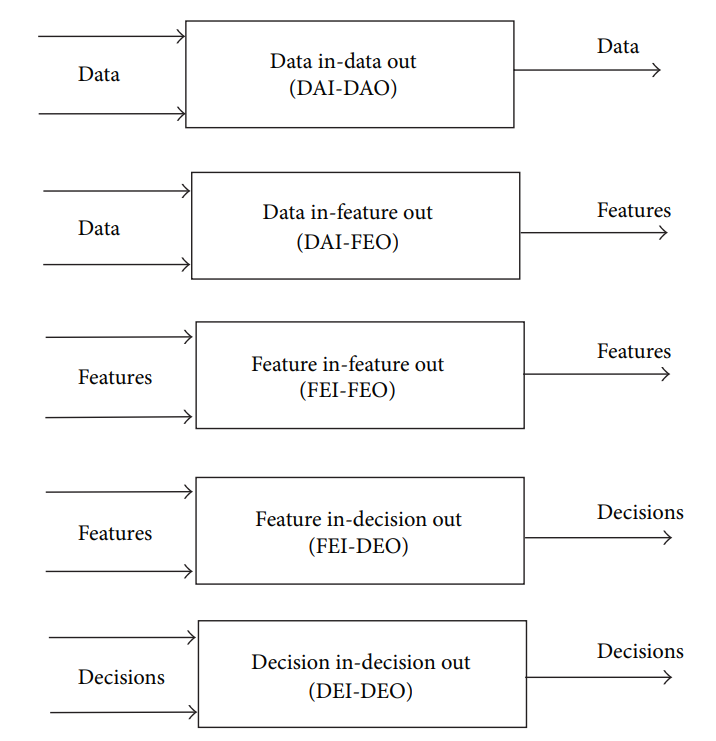 Data
Data in-data out
(DAI-DAO)
Data
Data
Data in-feature out
(DAI-FEO)
Features
Features
Feature in-feature out
(FEI-FEO)
Features
Features
Feature in-decision out
(FEI-DEO)
Decisions
Decisions
Decision in-decision out
(DEI-DEO)
Decisions